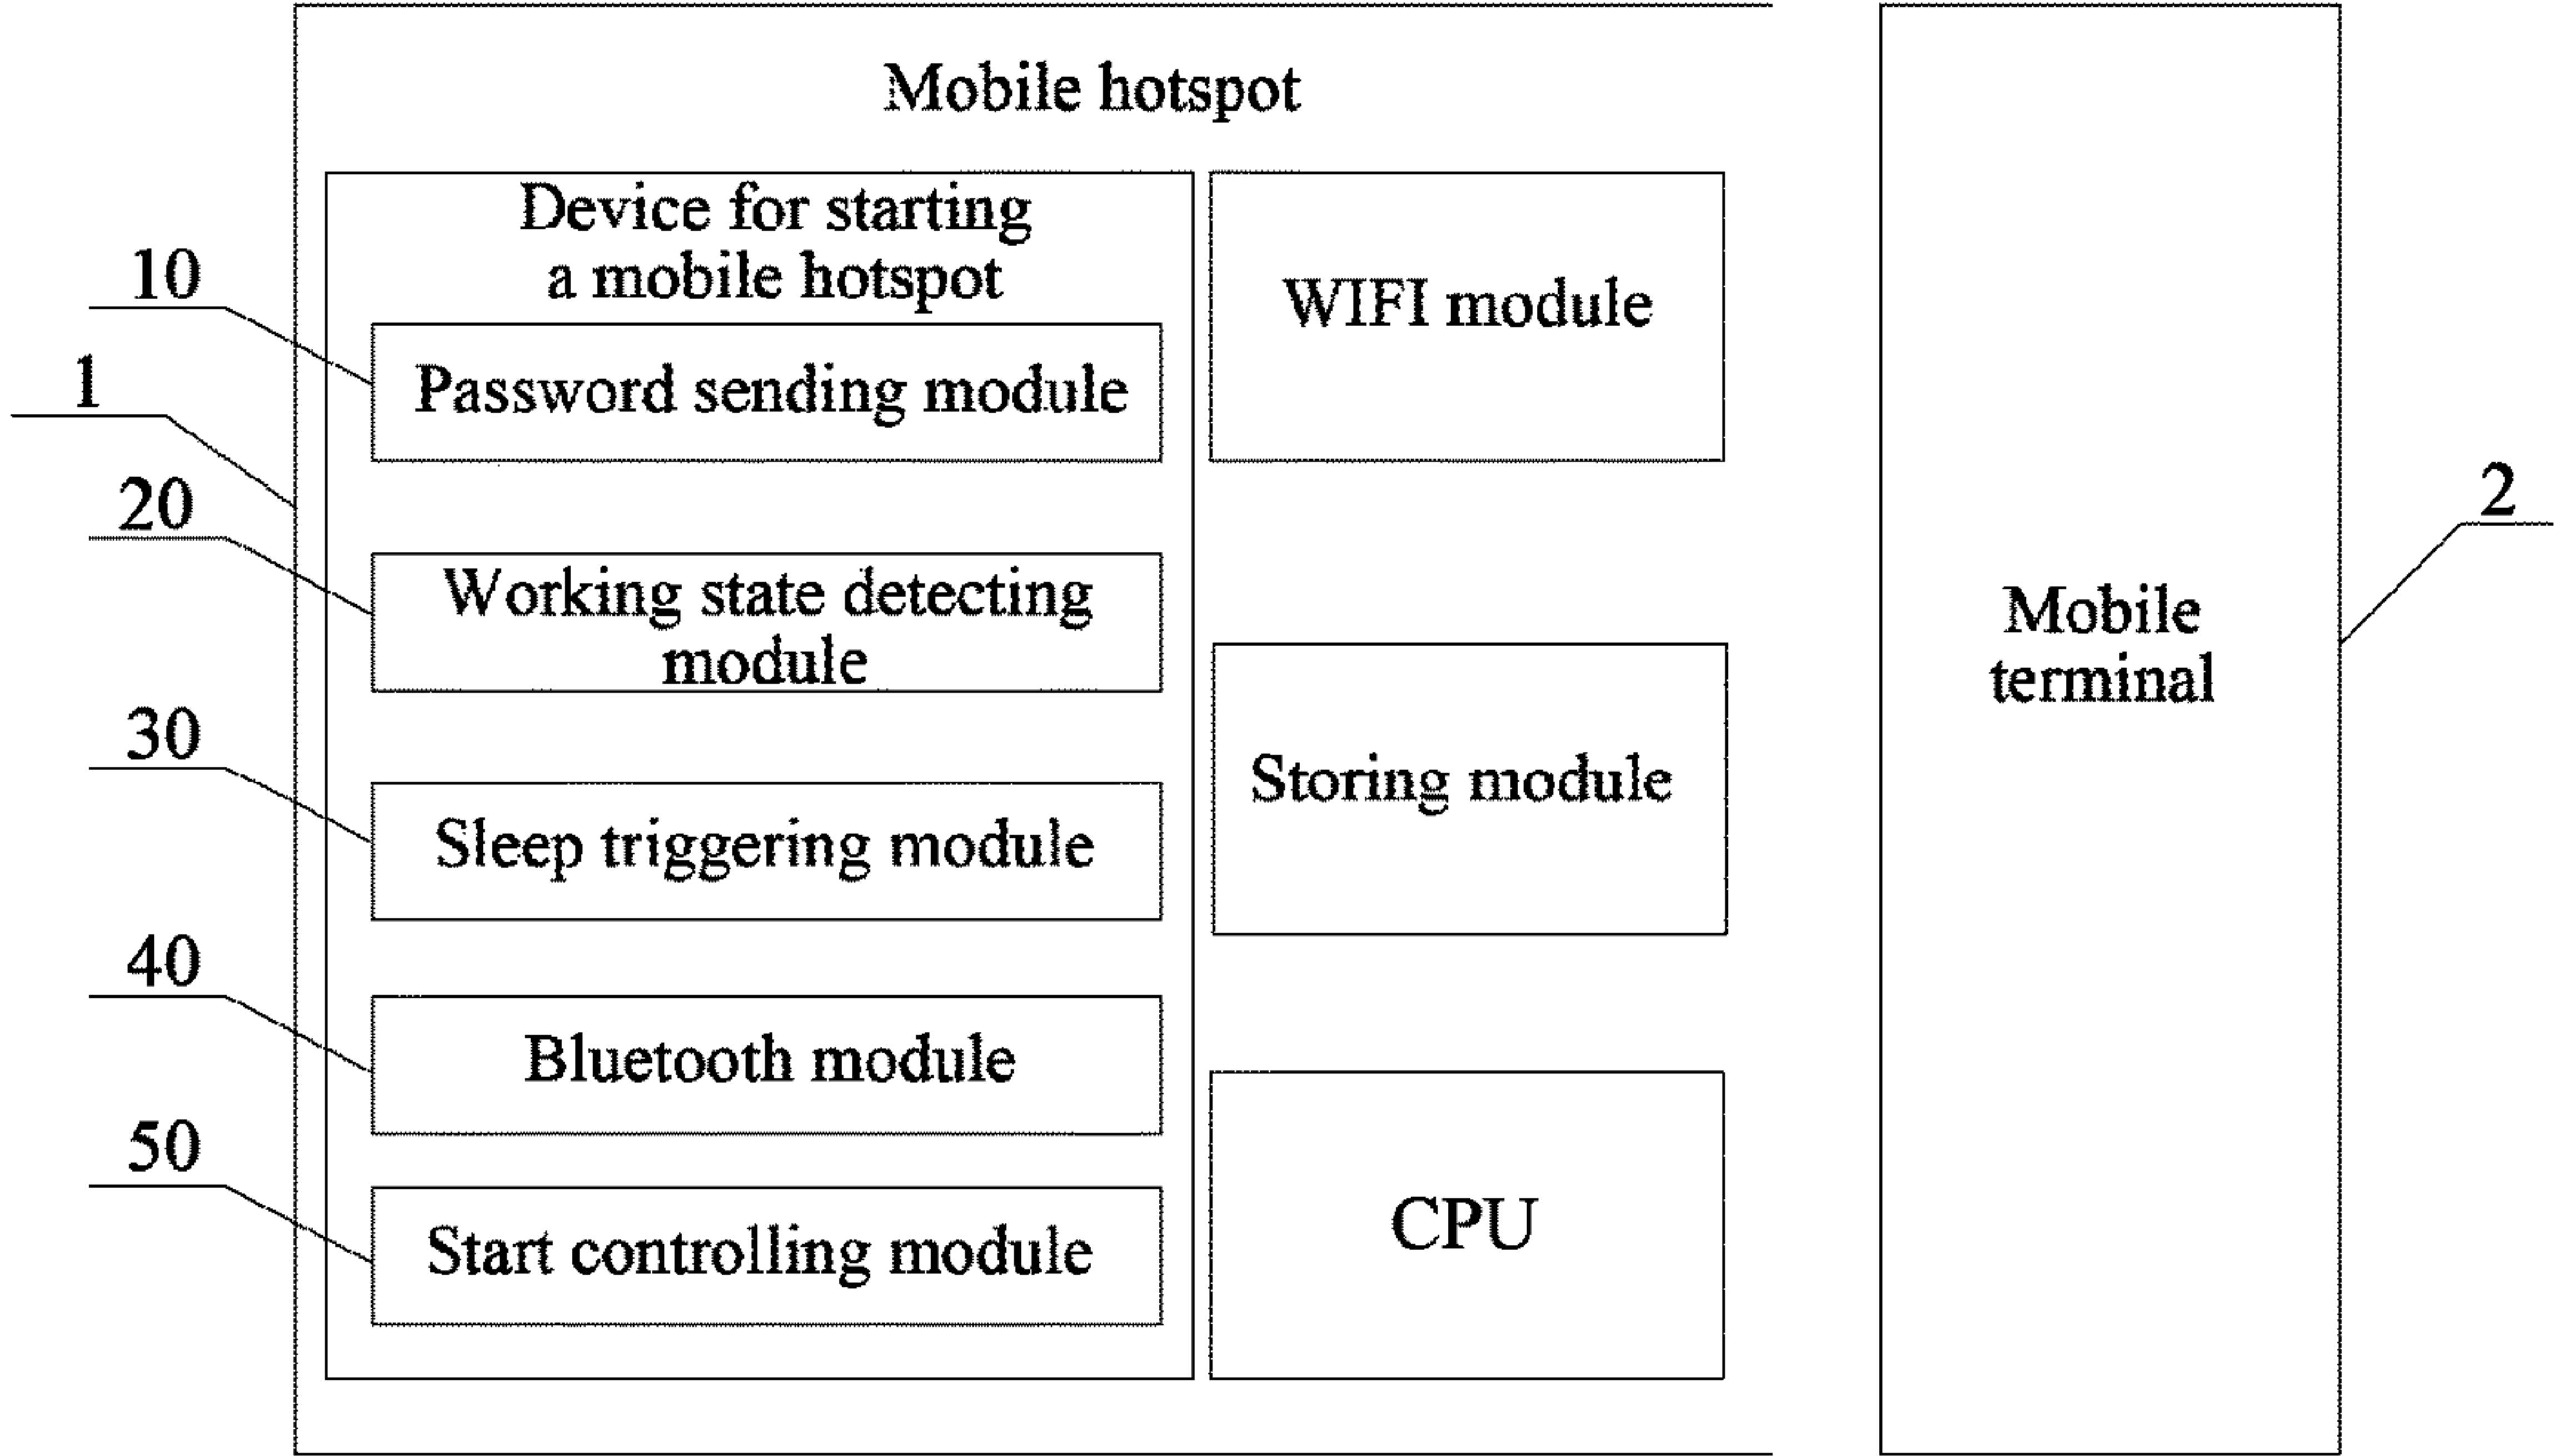 Mobile hotspot
Device for starting
a mobile hotspot
10
Password sending module
1
20
Working state detecting
module
30
Sleep triggering module
40
Bluetooth module
50
Start controlling module
WIFI module
Storing module
CPU
Mobile
terminal
2